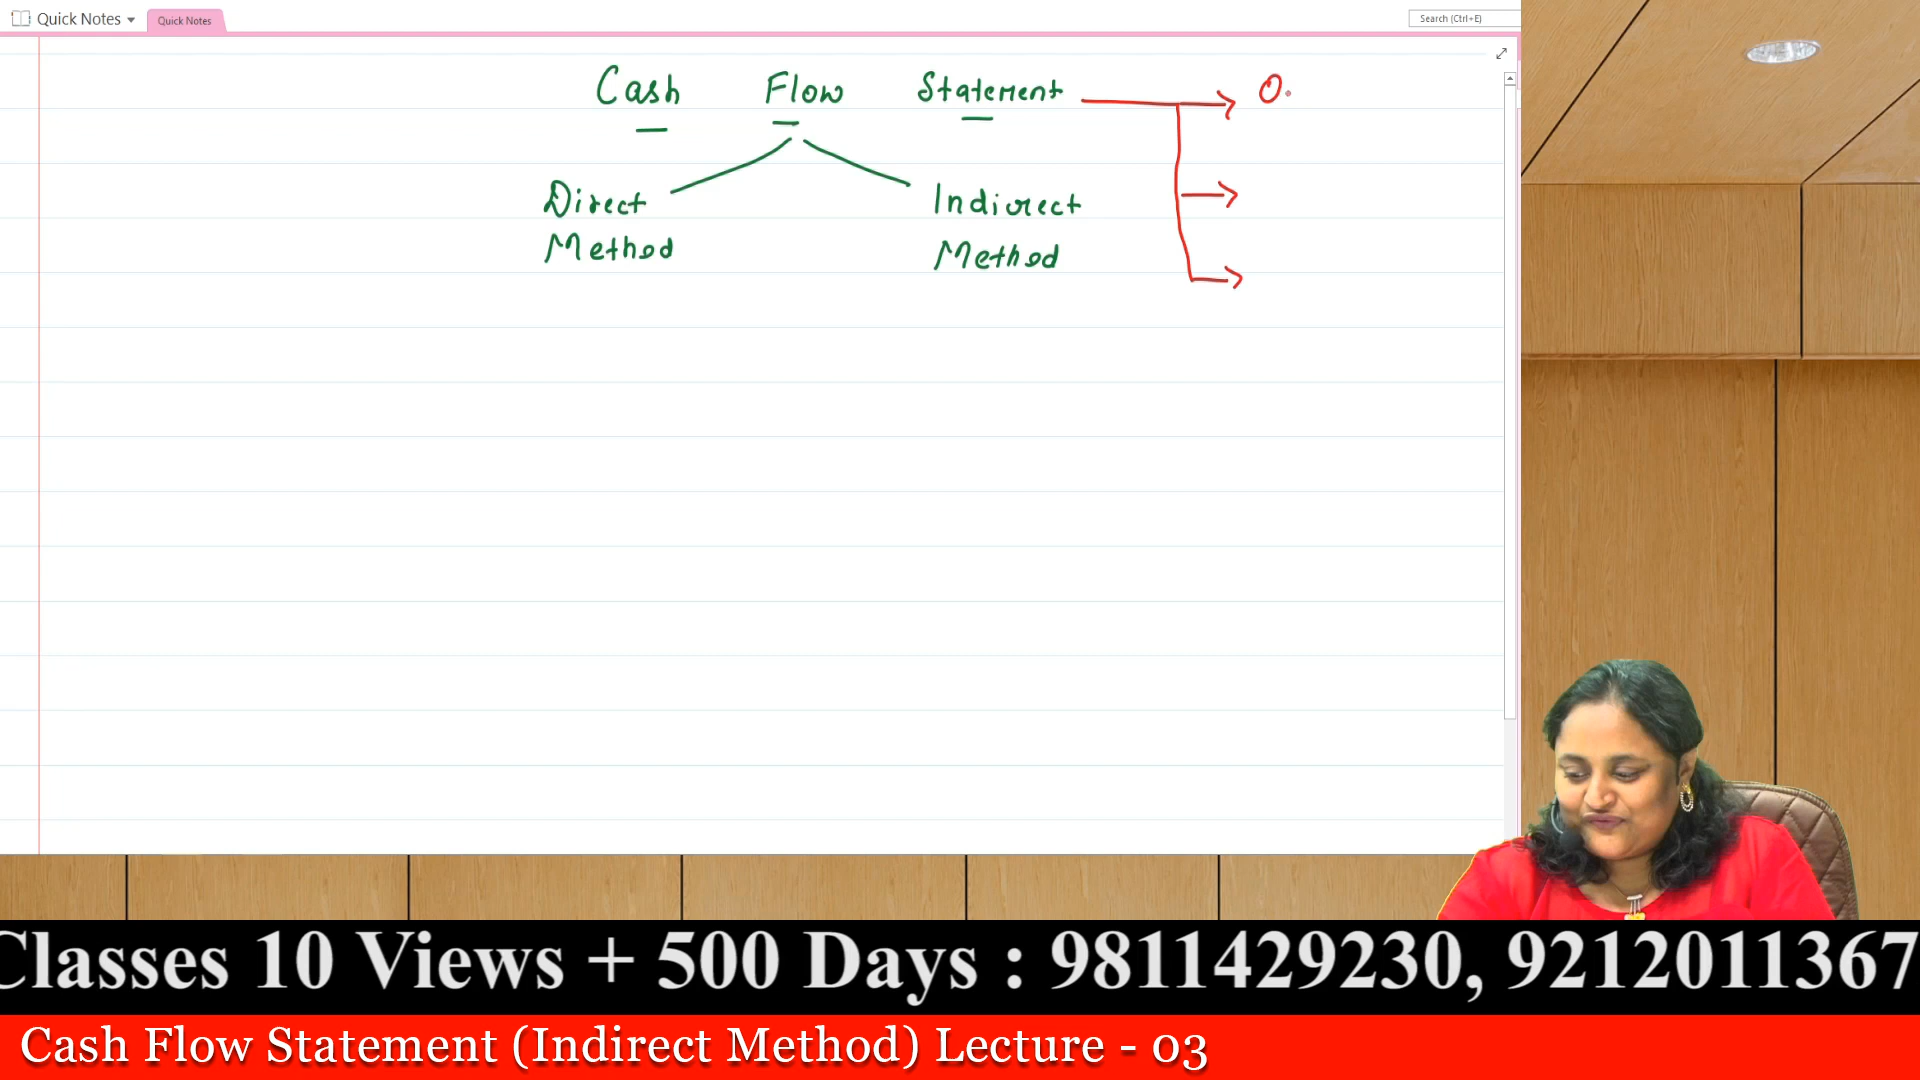 Quick Notes
Quick Notes
Search (Ctrl+E)
Cash Flow Statement O.
Direct Method
Indirect Method
Classes 10 Views + 500 Days : 9811429230, 9212011367
Cash Flow Statement (Indirect Method) Lecture - 03